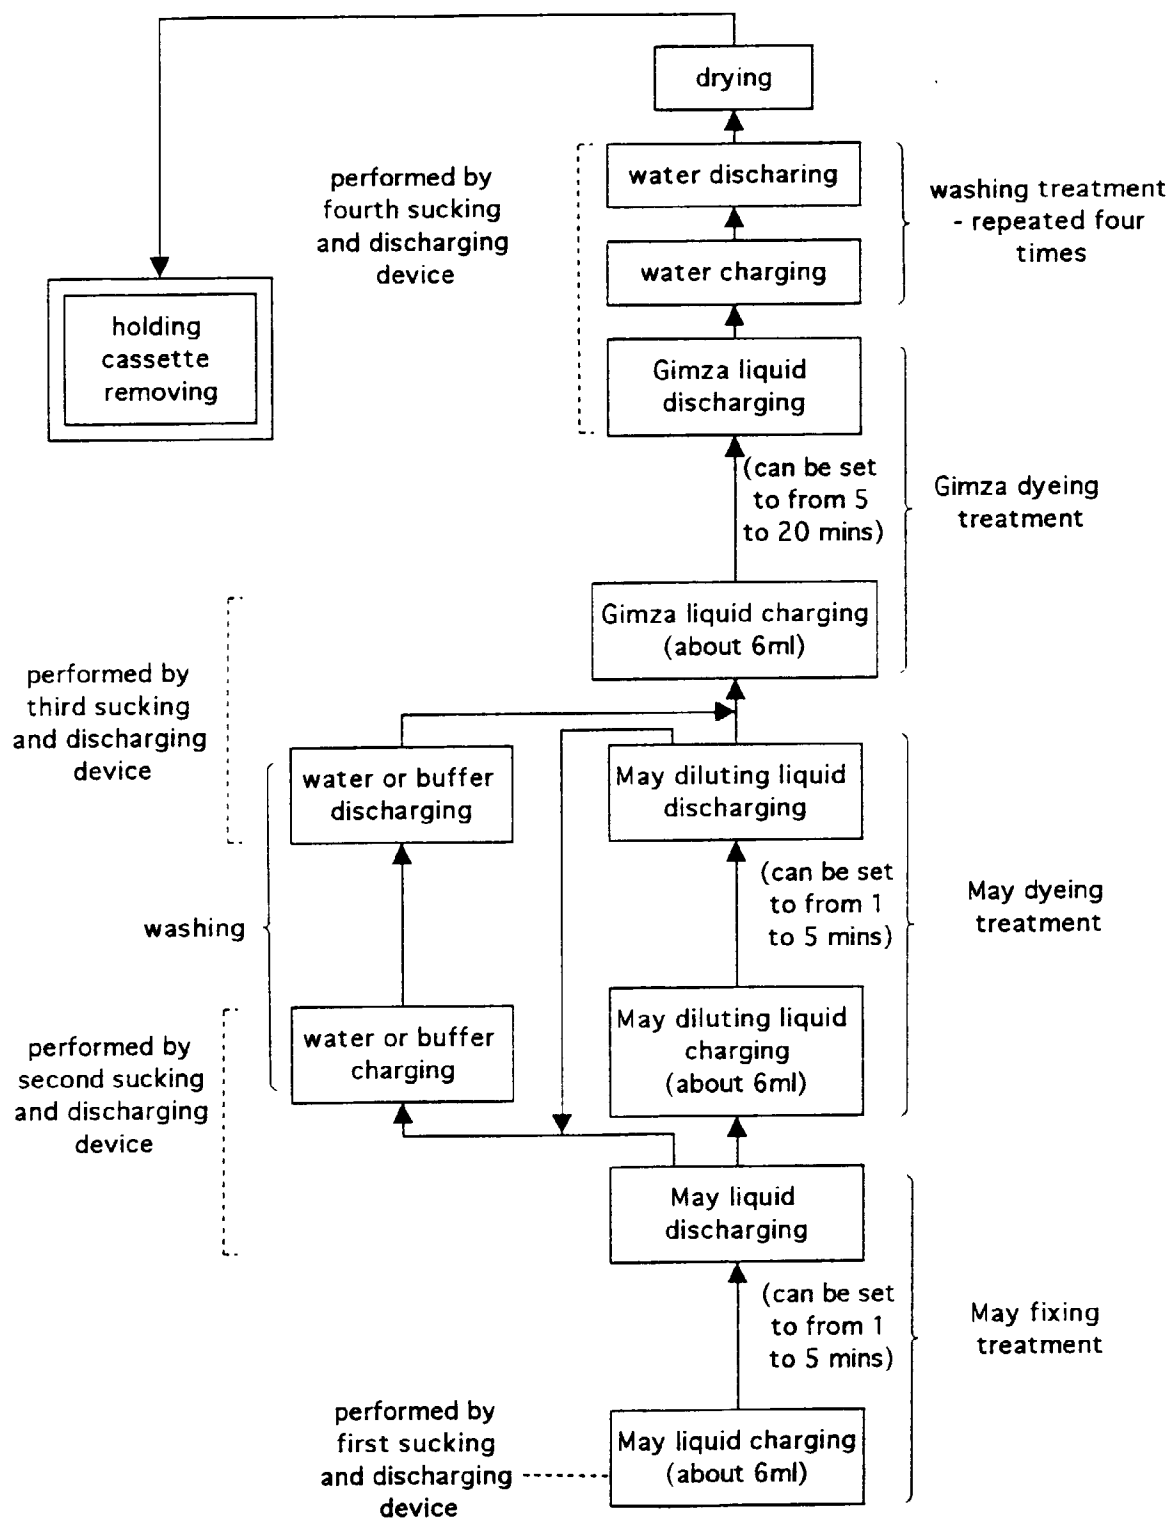 drying
performed by
fourth sucking
and discharging
device
water discharing
water charging
washing treatment
- repeated four
times
holding
cassette
removing
Gimza liquid
discharging
(can be set
to from 5
to 20 mins)
Gimza dyeing
treatment
Gimza liquid charging
(about 6ml)
performed by
third sucking
and discharging
device
water or buffer
discharging
May diluting liquid
discharging
(can be set
to from 1
to 5 mins)
May dyeing
treatment
washing
performed by
second sucking
and discharging
device
water or buffer
charging
May diluting liquid
charging
(about 6ml)
May liquid
discharging
(can be set
to from 1
to 5 mins)
May fixing
treatment
performed by
first sucking
and discharging
device
May liquid charging
(about 6ml)